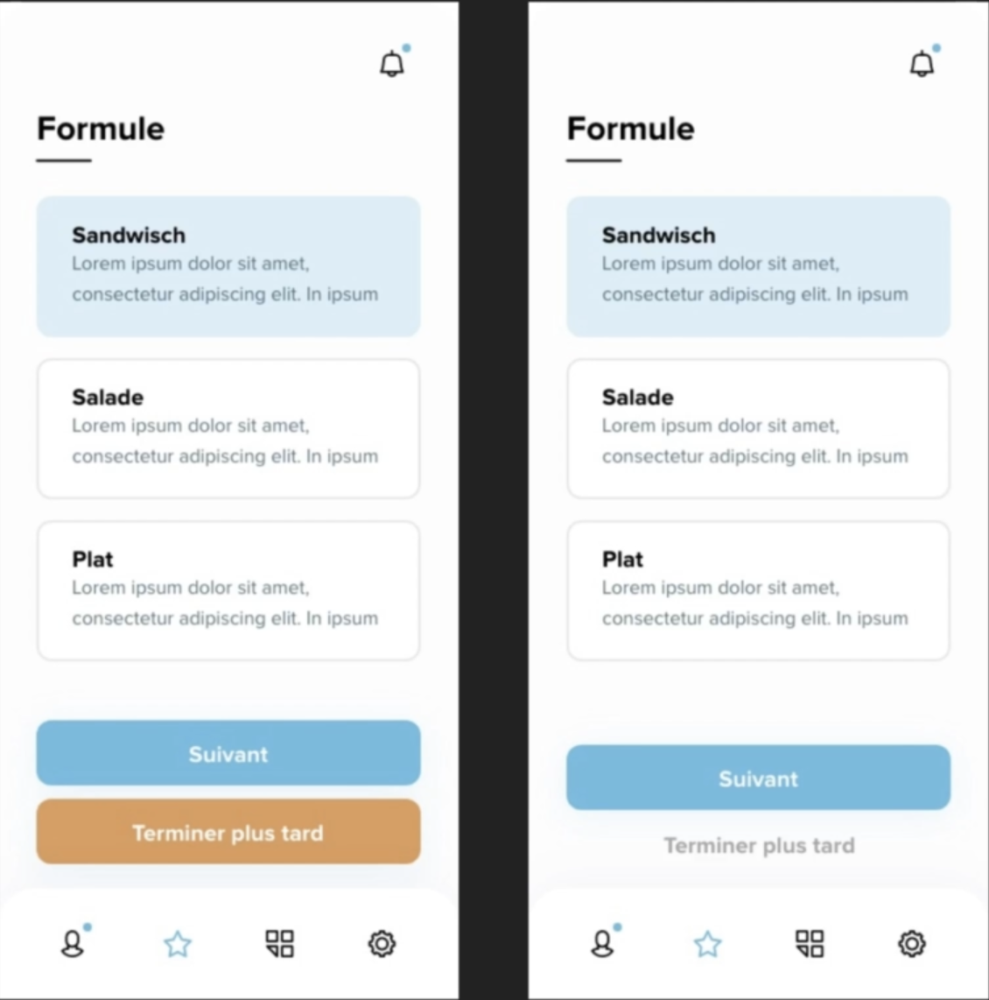 Formule
Sandwisch
Lorem ipsum dolor sit amet,
consectetur adipiscing elit. In ipsum
Salade
Lorem ipsum dolor sit amet,
consectetur adipiscing elit. In ipsum
Plat
Lorem ipsum dolor sit amet,
consectetur adipiscing elit. In ipsum
Suivant
Terminer plus tard
Formule
Sandwisch
Lorem ipsum dolor sit amet,
consectetur adipiscing elit. In ipsum
Salade
Lorem ipsum dolor sit amet,
consectetur adipiscing elit. In ipsum
Plat
Lorem ipsum dolor sit amet,
consectetur adipiscing elit. In ipsum
Suivant
Terminer plus tard